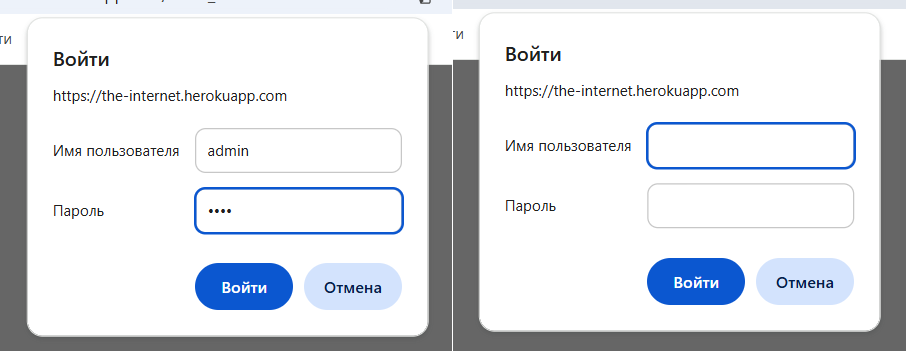 ти
Войти
https://the-internet.herokuapp.com
Имя пользователя admin
Пароль ••••
Войти Отмена
ти
Войти
https://the-internet.herokuapp.com
Имя пользователя
Пароль
Войти Отмена